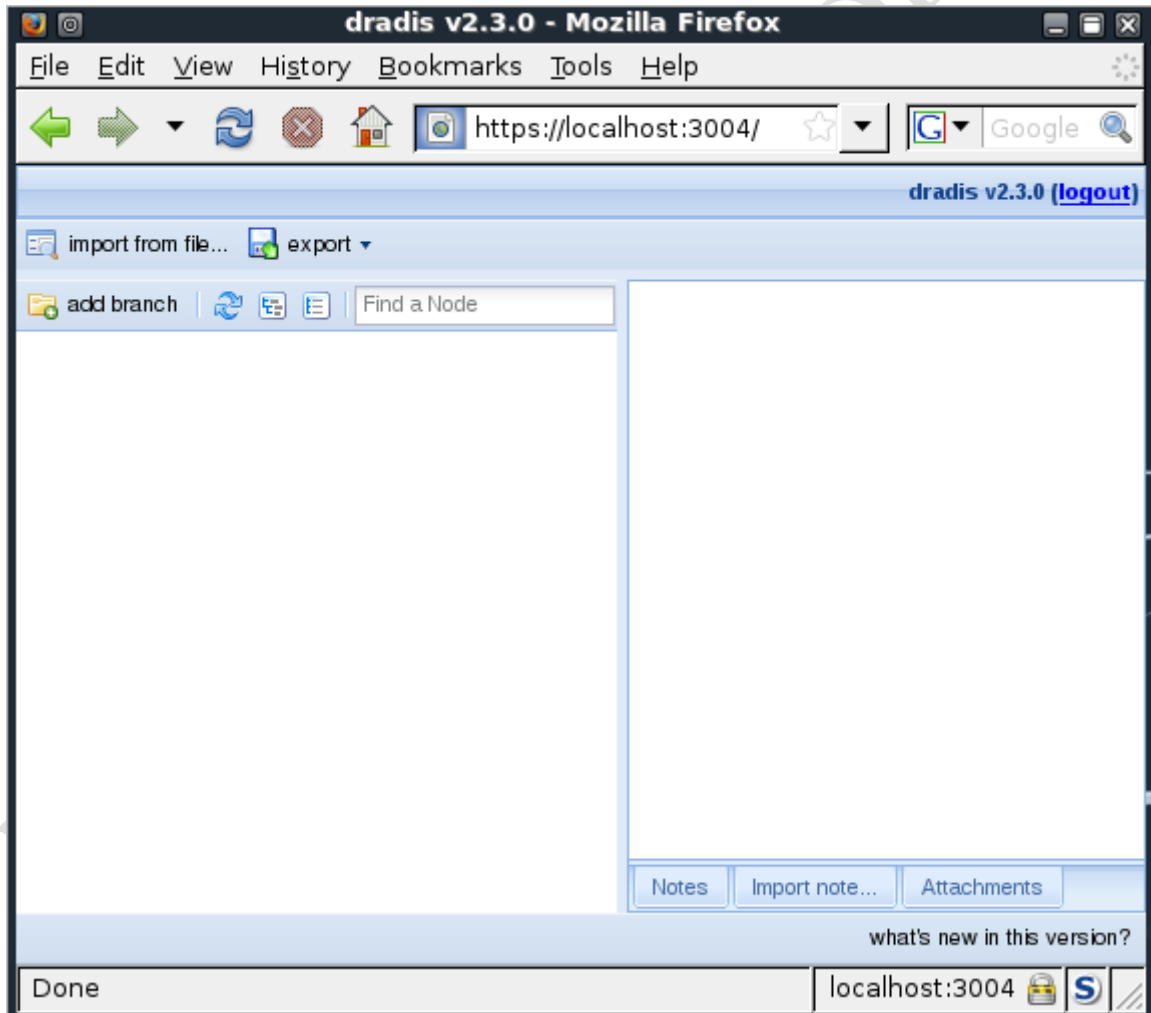 dradis v2.3.0 - Mozilla Firefox
File Edit View History Bookmarks Tools Help
https://localhost:3004/ G Google
dradis v2.3.0 (logout)
import from file... export
add branch Find a Node
Notes Import note... Attachments
what's new in this version?
Done localhost:3004 S